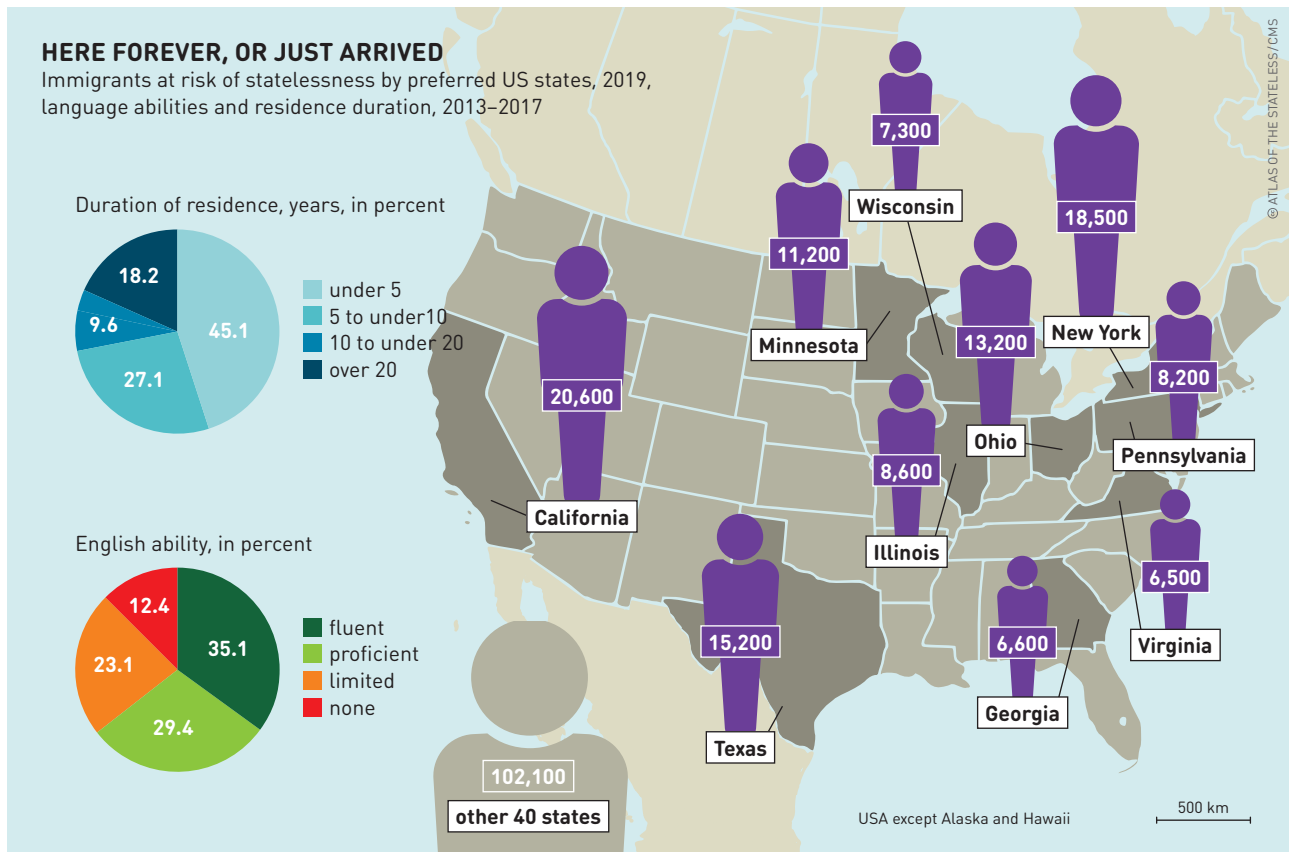 HERE FOREVER, OR JUST ARRIVED
Immigrants at risk of statelessness by preferred US states, 2019,
language abilities and residence duration, 2013–2017
© ATLAS OF THE STATELESS/CMS
Duration of residence, years, in percent
18.2
9.6
45.1
27.1
under 5
5 to under10
10 to under 20
over 20
English ability, in percent
12.4
35.1
23.1
29.4
fluent
proficient
limited
none
7,300
Wisconsin
18,500
New York
11,200
Minnesota
13,200
Ohio
8,200
Pennsylvania
20,600
California
8,600
Illinois
6,500
Virginia
15,200
Texas
6,600
Georgia
102,100
other 40 states
USA except Alaska and Hawaii
500 km